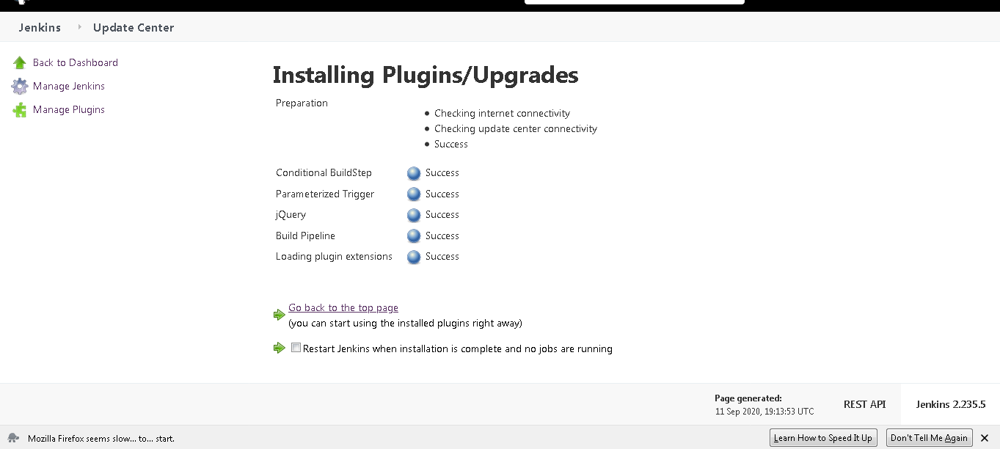 Jenkins
Update Center
Back to Dashboard
Manage Jenkins
Manage Plugins
Installing Plugins/Upgrades
Preparation
Checking internet connectivity
Checking update center connectivity
Success
Conditional BuildStep Success
Parameterized Trigger Success
jQuery Success
Build Pipeline Success
Loading plugin extensions Success
Go back to the top page
(you can start using the installed plugins right away)
Restart Jenkins when installation is complete and no jobs are running
Page generated:
11 Sep 2020, 19:13:53 UTC
REST API
Jenkins 2.235.5
Mozilla Firefox seems slow... to... start.
Learn How to Speed It Up
Don't Tell Me Again